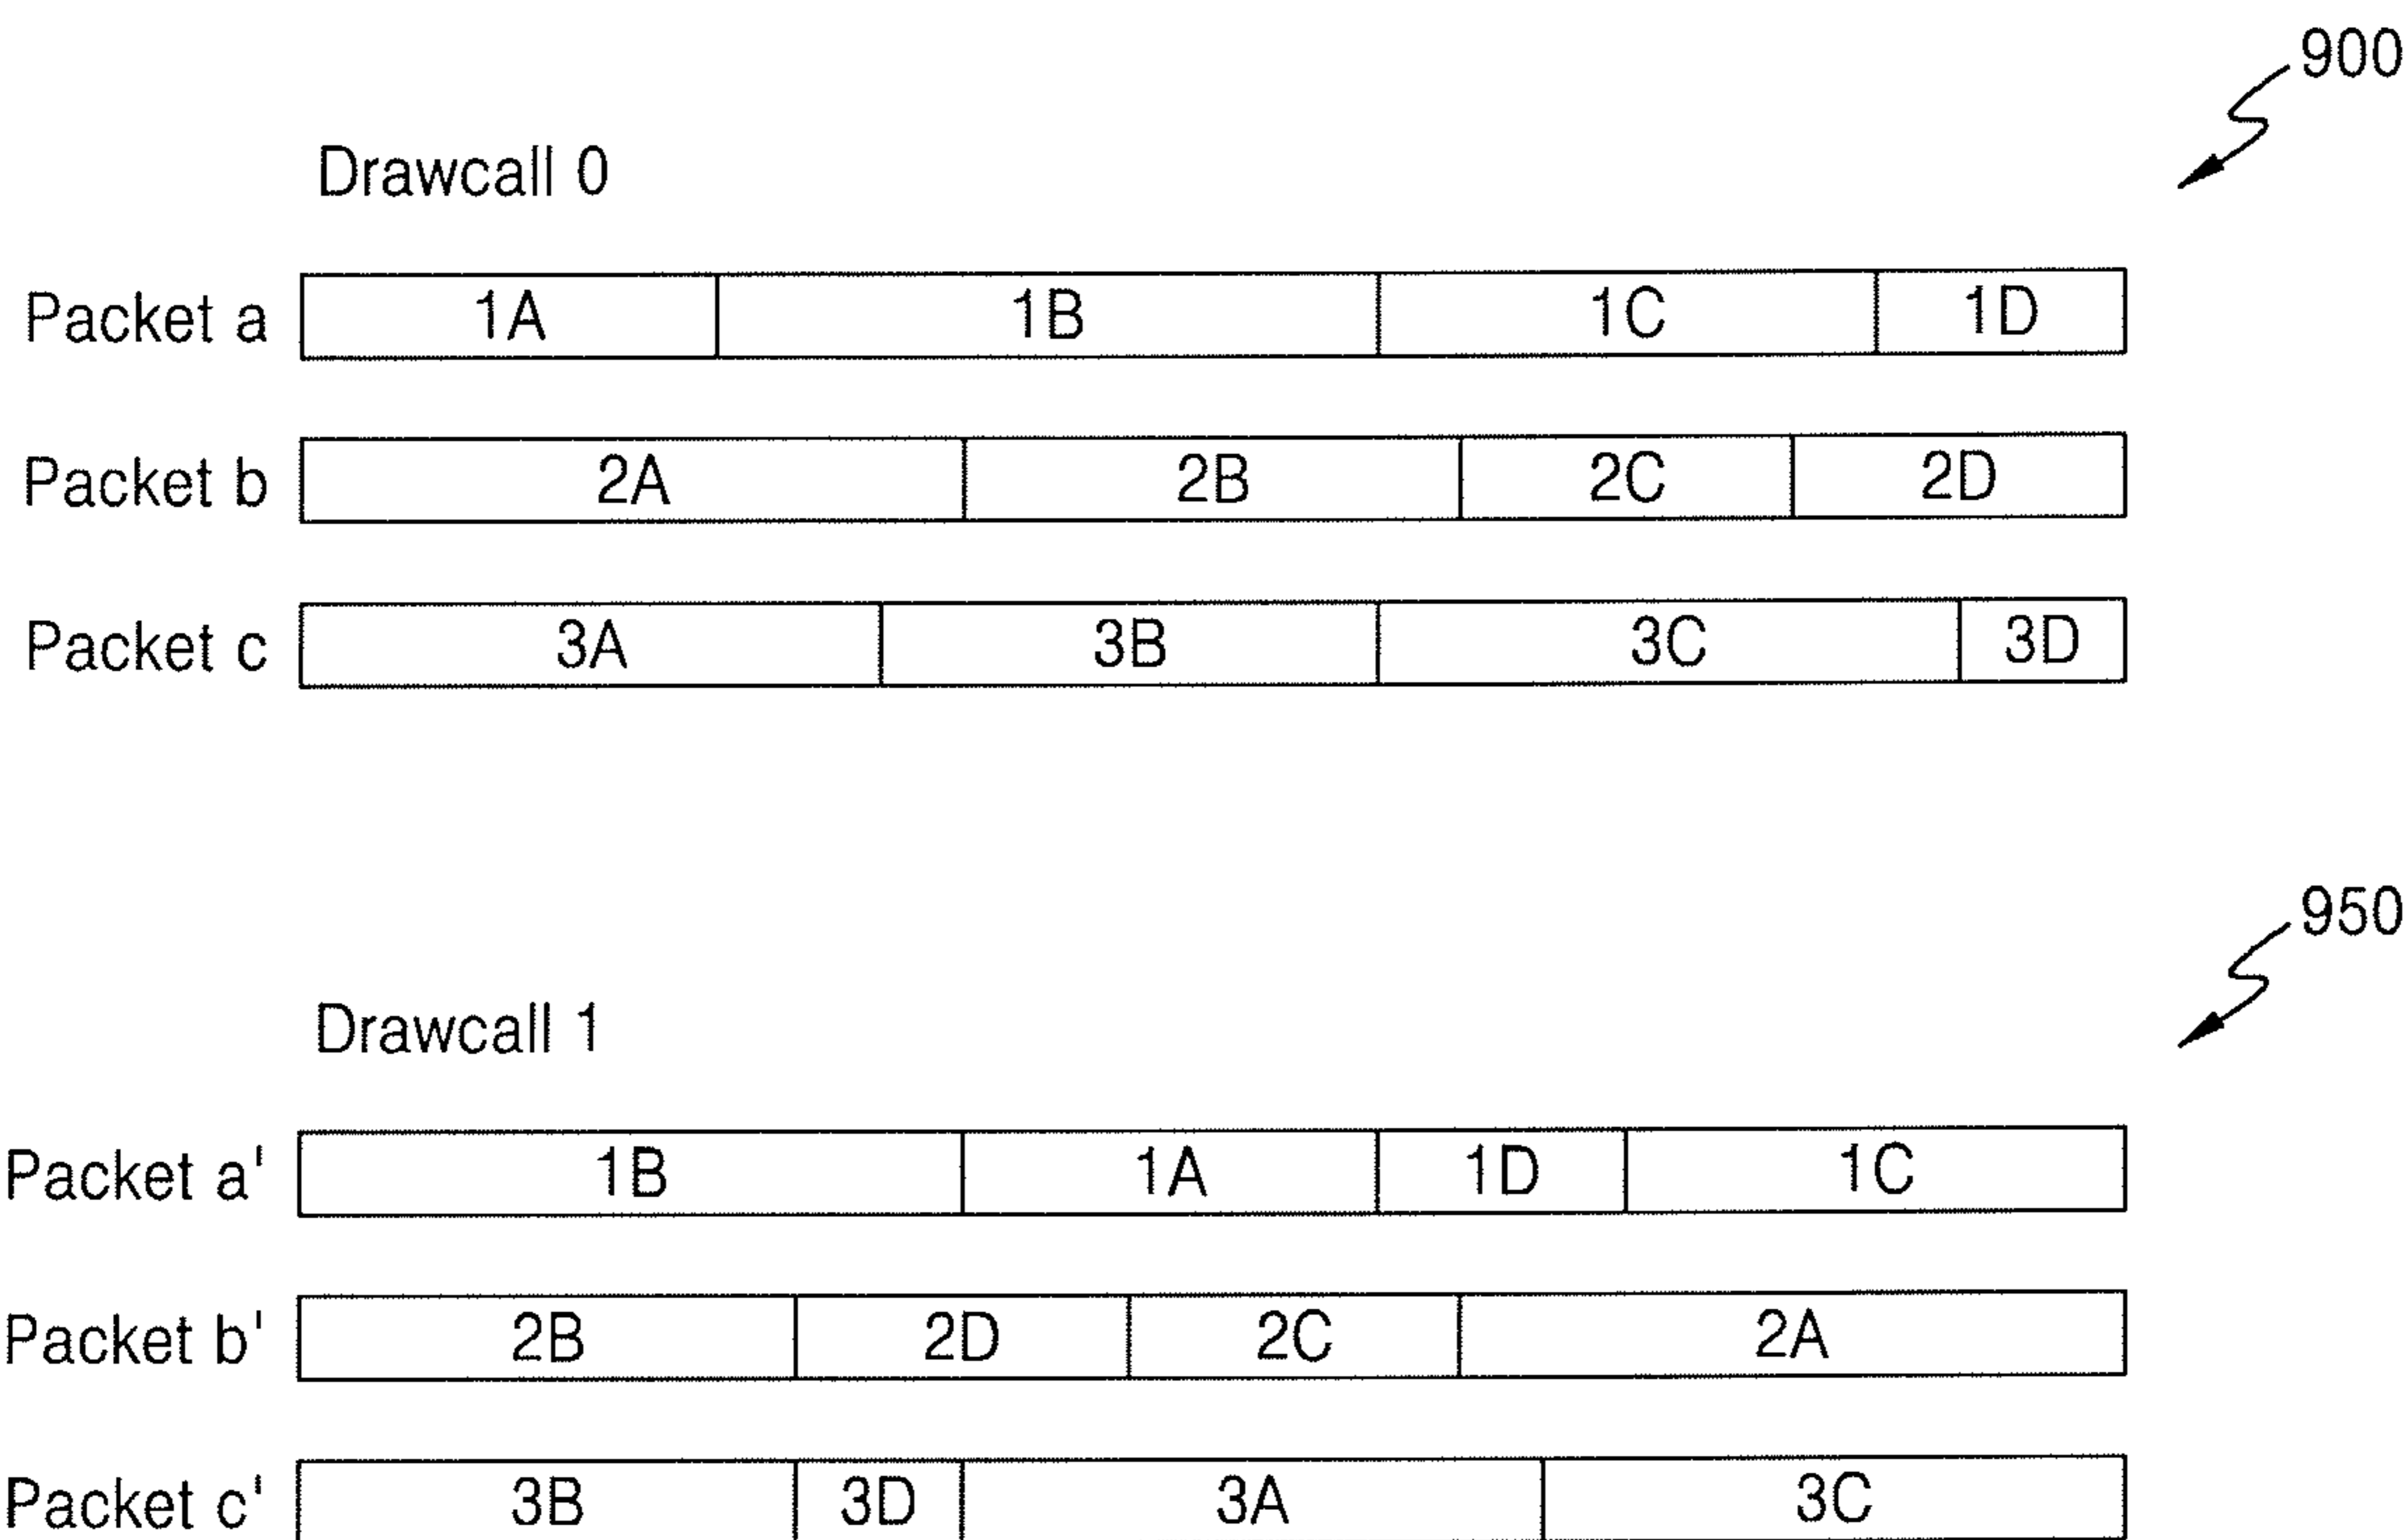 900
Drawcall 0
Packet a 1A 1B 1C 1D
Packet b 2A 2B 2C 2D
Packet c 3A 3B 3C 3D
950
Drawcall 1
Packet a' 1B 1A 1D 1C
Packet b' 2B 2D 2C 2A
Packet c' 3B 3D 3A 3C